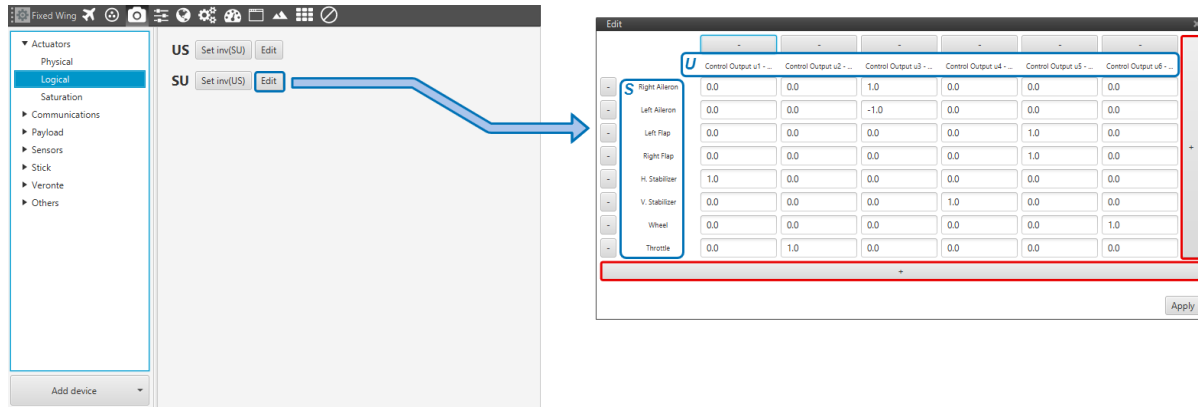 Fixed Wing
Actuators
Physical
Logical
Saturation
Communications
Payload
Sensors
Stick
Veronte
Others
Add device
US Set inv(SU) Edit
SU Set inv(US) Edit
Edit x
- - - - - -
U Control Output u1 - ... Control Output u2 - ... Control Output u3 - ... Control Output u4 - ... Control Output u5 - ... Control Output u6 - ...
S
- Right Aileron 0.0 0.0 1.0 0.0 0.0 0.0
- Left Aileron 0.0 0.0 -1.0 0.0 0.0 0.0
- Left Flap 0.0 0.0 0.0 0.0 1.0 0.0
- Right Flap 0.0 0.0 0.0 0.0 1.0 0.0
- H. Stabilizer 1.0 0.0 0.0 0.0 0.0 0.0
- V. Stabilizer 0.0 0.0 0.0 1.0 0.0 0.0
- Wheel 0.0 0.0 0.0 0.0 0.0 1.0
- Throttle 0.0 1.0 0.0 0.0 0.0 0.0
+
+
Apply